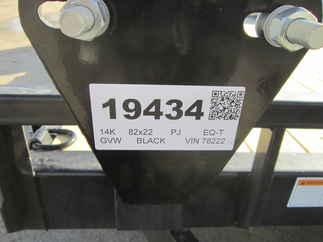 19434
14K 82x22 PJ EQ-T
GVW BLACK VIN 78222